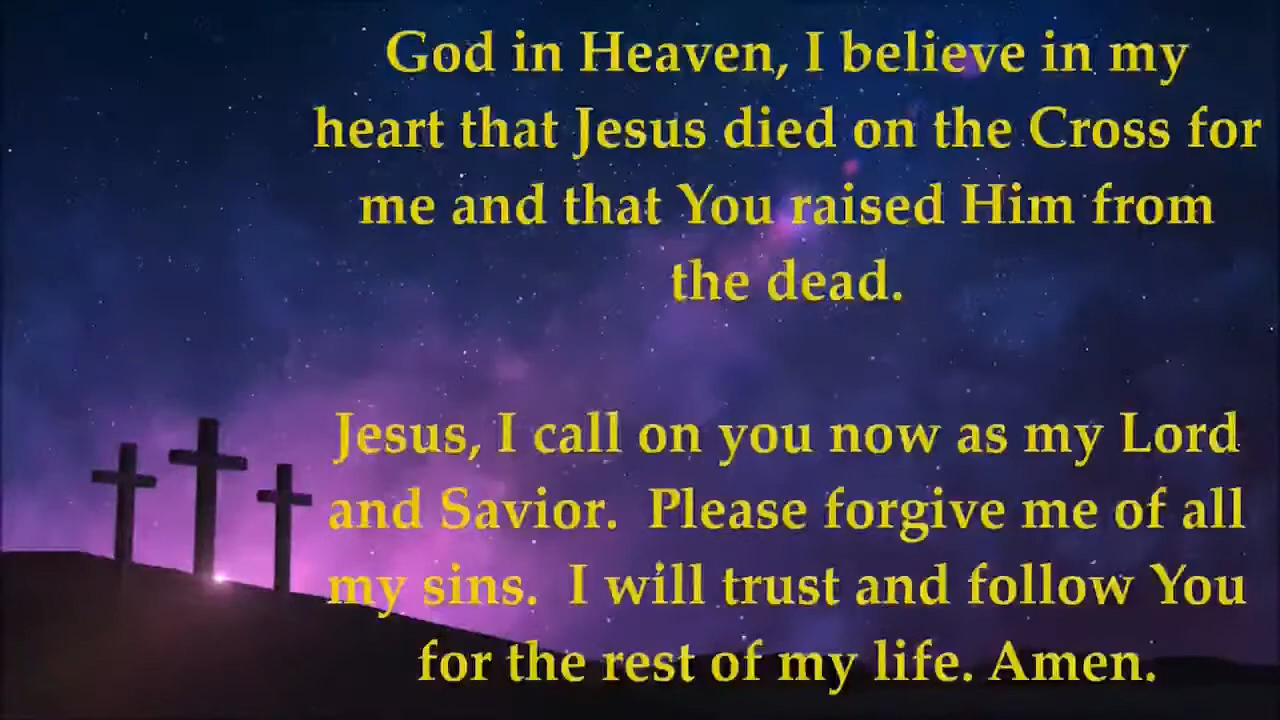 God in Heaven, I believe in my
heart that Jesus died on the Cross for
me and that You raised Him from
the dead.
Jesus, I call on you now as my Lord
and Savior.  Please forgive me of all
my sins.  I will trust and follow You
for the rest of my life. Amen.